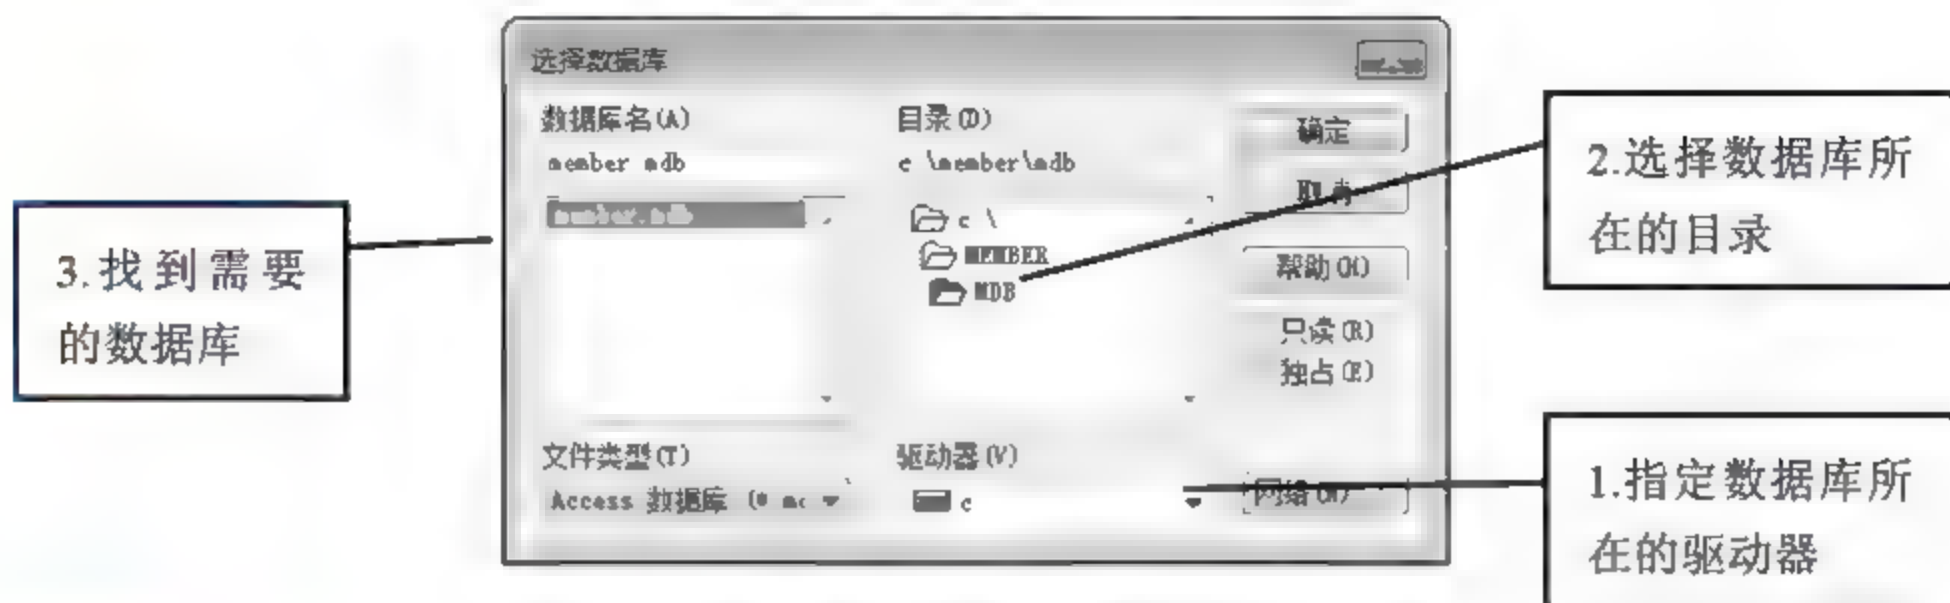 选择数据库
数据库名(A)
member mdb
member.mdb
文件类型(T)
Access 数据库 (*
目录(D)
c \member\mdb
c \
MEMBER
MDB
驱动器(V)
c
确定
帮助(H)
只读(R)
独占(E)
网络(N)
1.指定数据库所
在的驱动器
2.选择数据库所
在的目录
3.找到需要
的数据库